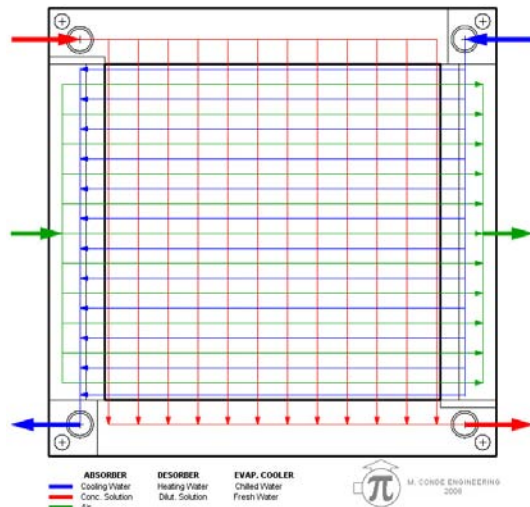 ABSORBER DESORBER EVAP. COOLER
Cooling Water Heating Water Chilled Water
Conc. Solution Dilut. Solution Fresh Water
Air
π M. CONDE ENGINEERING
2006